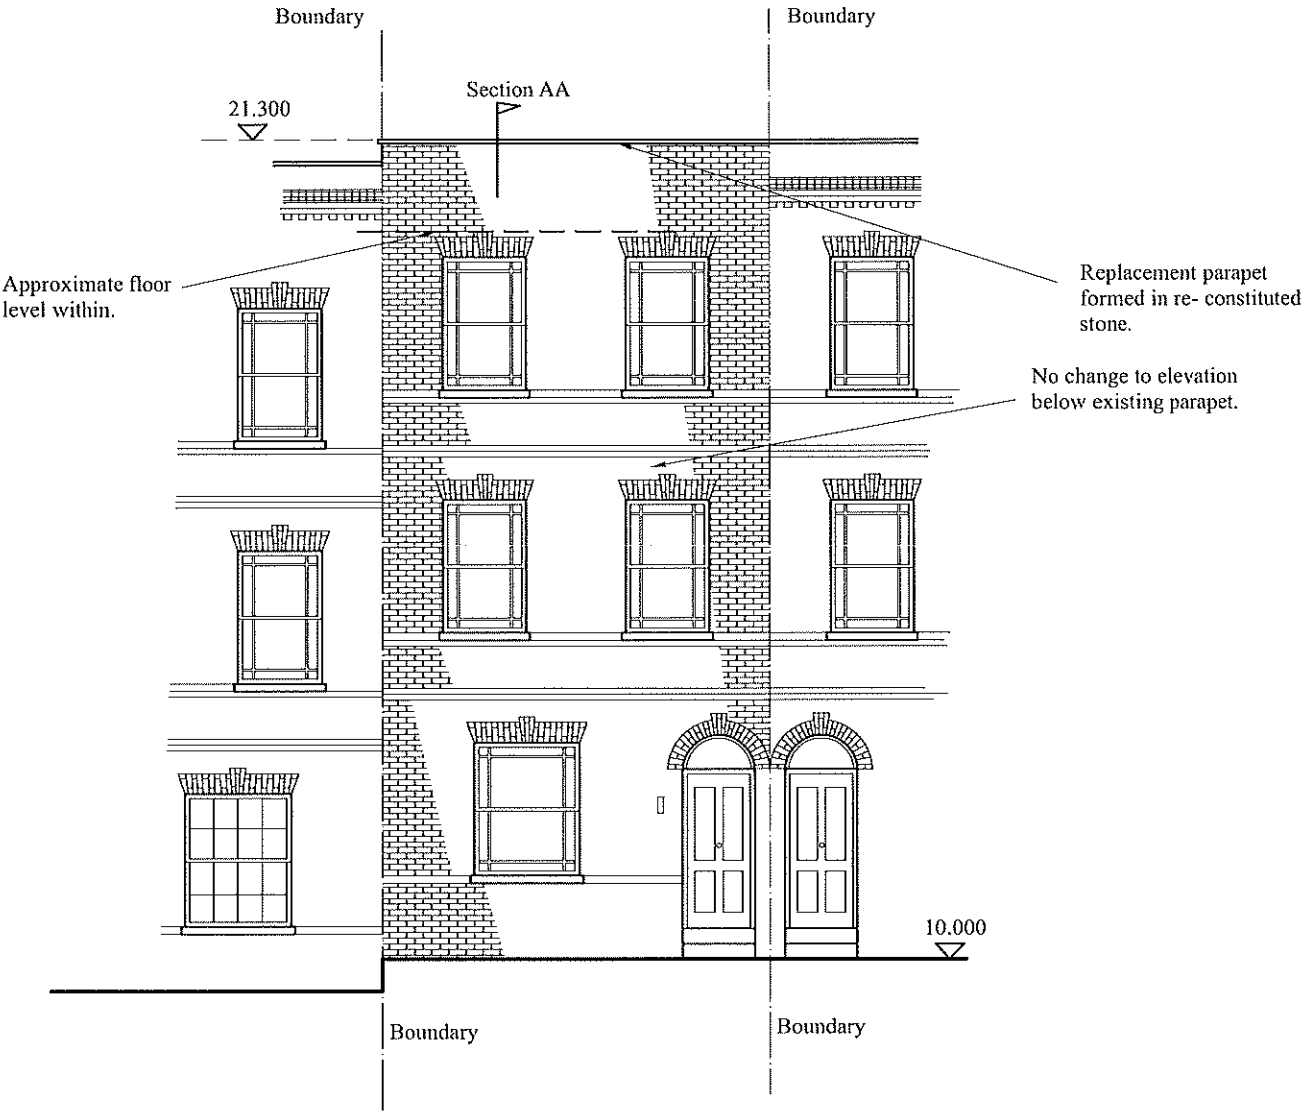 Boundary
Boundary
Section AA
21.300
Approximate floor
level within.
Replacement parapet
formed in re- constituted
stone.
No change to elevation
below existing parapet.
10.000
Boundary
Boundary